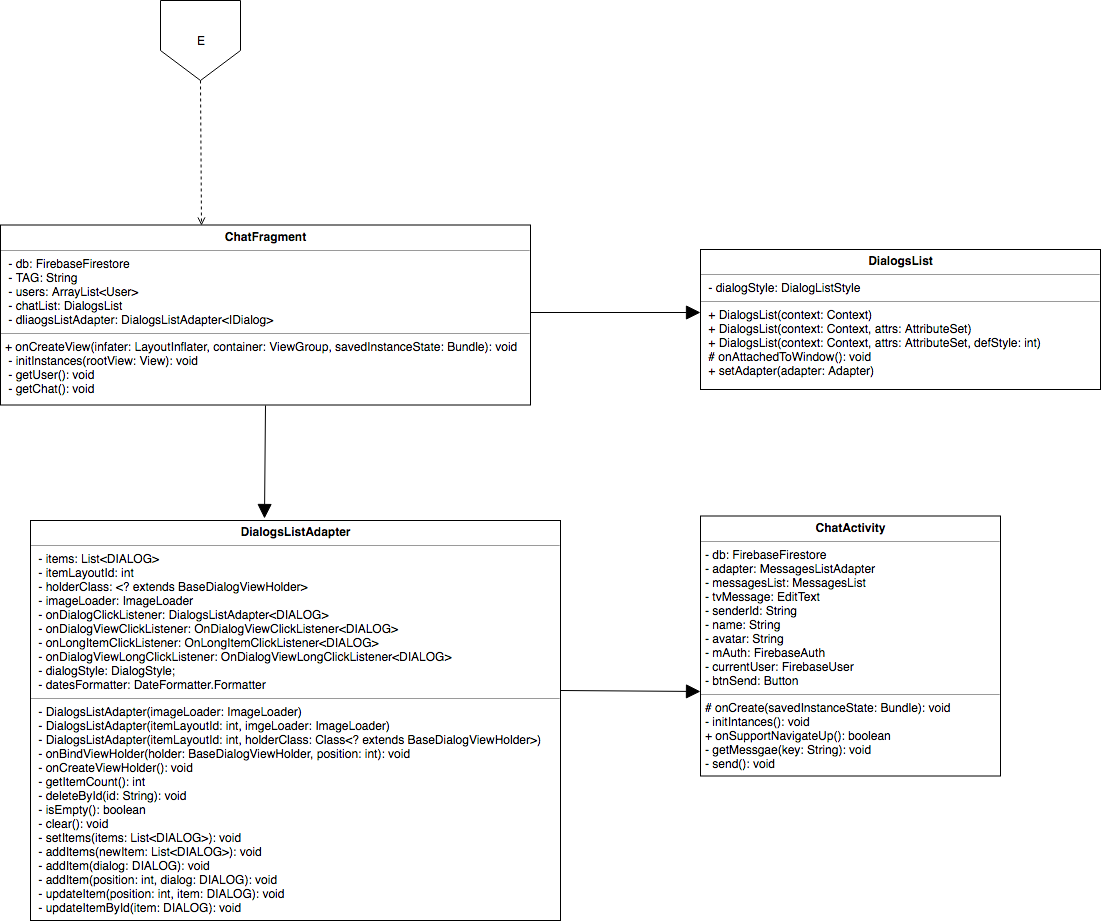 E
ChatFragment
- db: FirebaseFirestore
- TAG: String
- users: ArrayList<User>
- chatList: DialogsList
- dliaogsListAdapter: DialogsListAdapter<IDialog>
+ onCreateView(infater: LayoutInflater, container: ViewGroup, savedInstanceState: Bundle): void
- initInstances(rootView: View): void
- getUser(): void
- getChat(): void
DialogsList
- dialogStyle: DialogListStyle
+ DialogsList(context: Context)
+ DialogsList(context: Context, attrs: AttributeSet)
+ DialogsList(context: Context, attrs: AttributeSet, defStyle: int)
# onAttachedToWindow(): void
+ setAdapter(adapter: Adapter)
DialogsListAdapter
- items: List<DIALOG>
- itemLayoutId: int
- holderClass: <? extends BaseDialogViewHolder>
- imageLoader: ImageLoader
- onDialogClickListener: DialogsListAdapter<DIALOG>
- onDialogViewClickListener: OnDialogViewClickListener<DIALOG>
- onLongItemClickListener: OnLongItemClickListener<DIALOG>
- onDialogViewLongClickListener: OnDialogViewLongClickListener<DIALOG>
- dialogStyle: DialogStyle;
- datesFormatter: DateFormatter.Formatter
- DialogsListAdapter(imageLoader: ImageLoader)
- DialogsListAdapter(itemLayoutId: int, imgeLoader: ImageLoader)
- DialogsListAdapter(itemLayoutId: int, holderClass: Class<? extends BaseDialogViewHolder>)
- onBindViewHolder(holder: BaseDialogViewHolder, position: int): void
- onCreateViewHolder(): void
- getItemCount(): int
- deleteById(id: String): void
- isEmpty(): boolean
- clear(): void
- setItems(items: List<DIALOG>): void
- addItems(newItem: List<DIALOG>): void
- addItem(dialog: DIALOG): void
- addItem(position: int, dialog: DIALOG): void
- updateItem(position: int, item: DIALOG): void
- updateItemById(item: DIALOG): void
ChatActivity
- db: FirebaseFirestore
- adapter: MessagesListAdapter
- messagesList: MessagesList
- tvMessage: EditText
- senderId: String
- name: String
- avatar: String
- mAuth: FirebaseAuth
- currentUser: FirebaseUser
- btnSend: Button
# onCreate(savedInstanceState: Bundle): void
- initIntances(): void
+ onSupportNavigateUp(): boolean
- getMessgae(key: String): void
- send(): void